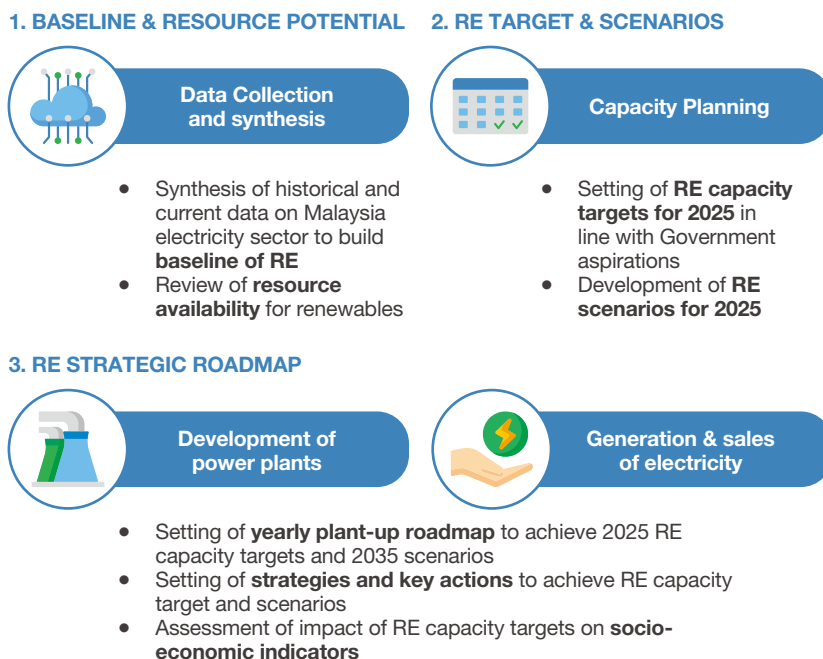 1. BASELINE & RESOURCE POTENTIAL
Data Collection
and synthesis
● Synthesis of historical and
current data on Malaysia
electricity sector to build
baseline of RE
● Review of resource
availability for renewables
2. RE TARGET & SCENARIOS
Capacity Planning
● Setting of RE capacity
targets for 2025 in
line with Government
aspirations
● Development of RE
scenarios for 2025
3. RE STRATEGIC ROADMAP
Development of
power plants
Generation & sales
of electricity
● Setting of yearly plant-up roadmap to achieve 2025 RE
capacity targets and 2035 scenarios
● Setting of strategies and key actions to achieve RE capacity
target and scenarios
● Assessment of impact of RE capacity targets on socio-
economic indicators